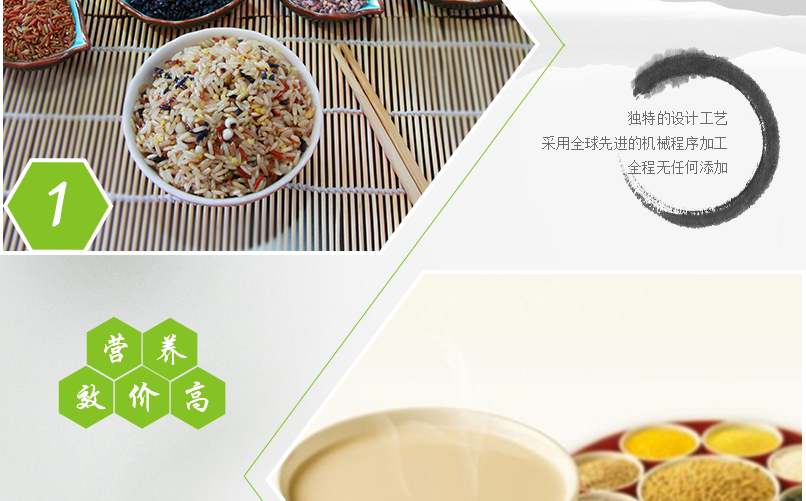 1
独特的设计工艺
采用全球先进的机械程序加工
全程无任何添加
营养
效价高